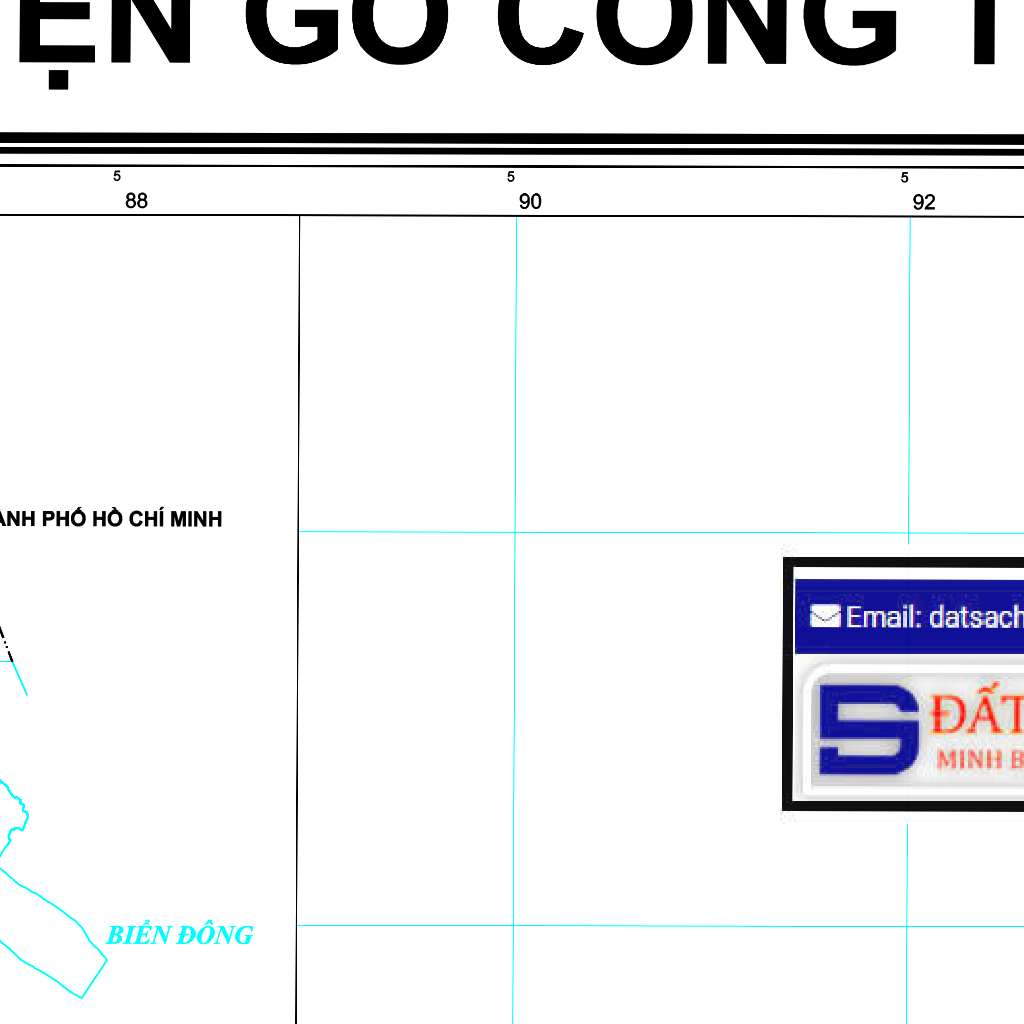 ỆN GÒ CÔNG T
5 5 5
88 90 92
ANH PHỐ HỒ CHÍ MINH
Email: datsach
ĐẤT
MINH B
BIỂN ĐÔNG